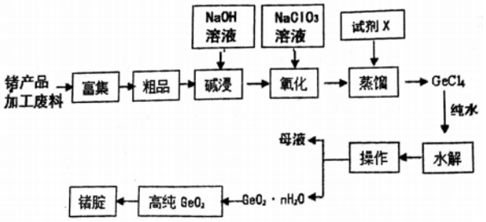 NaOH
溶液
NaClO₃
溶液
试剂 X
锗产品
加工废料
富集
粗品
碱浸
氧化
蒸馏
GeCl₄
纯水
母液
操作
水解
锗腚
高纯 GeO₂
GeO₂·nH₂O